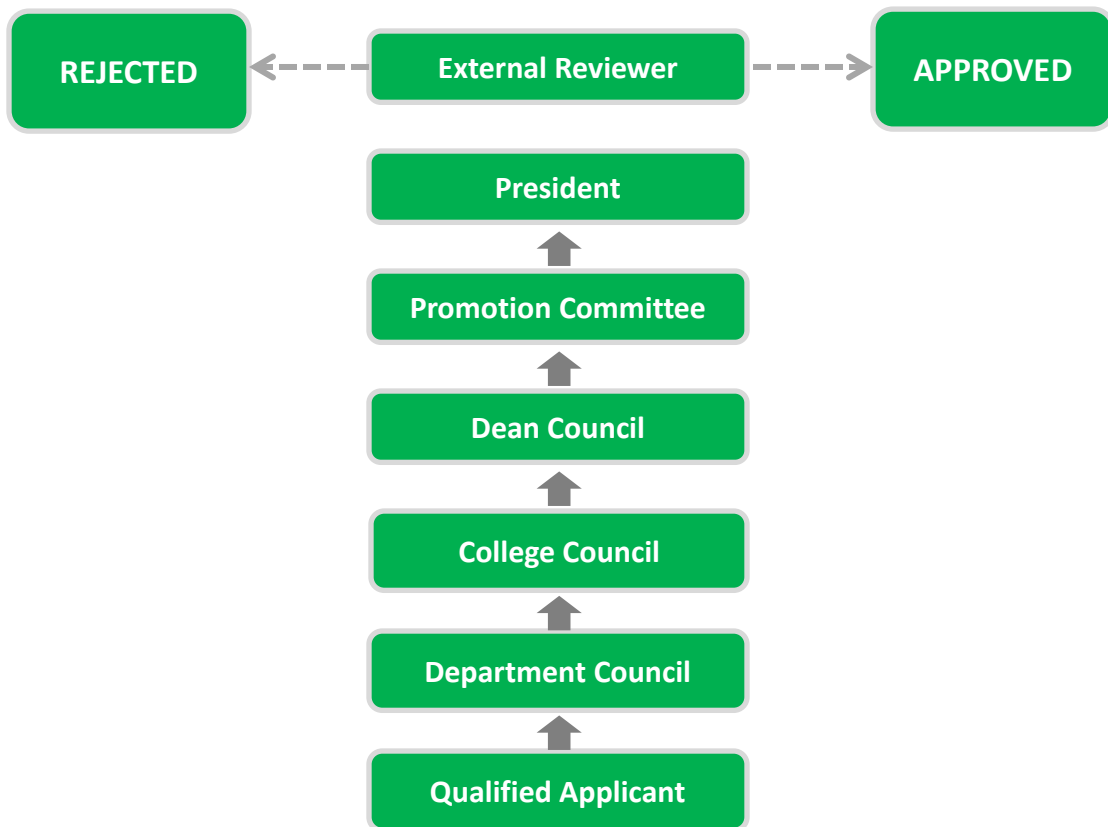 REJECTED
External Reviewer
APPROVED
President
Promotion Committee
Dean Council
College Council
Department Council
Qualified Applicant